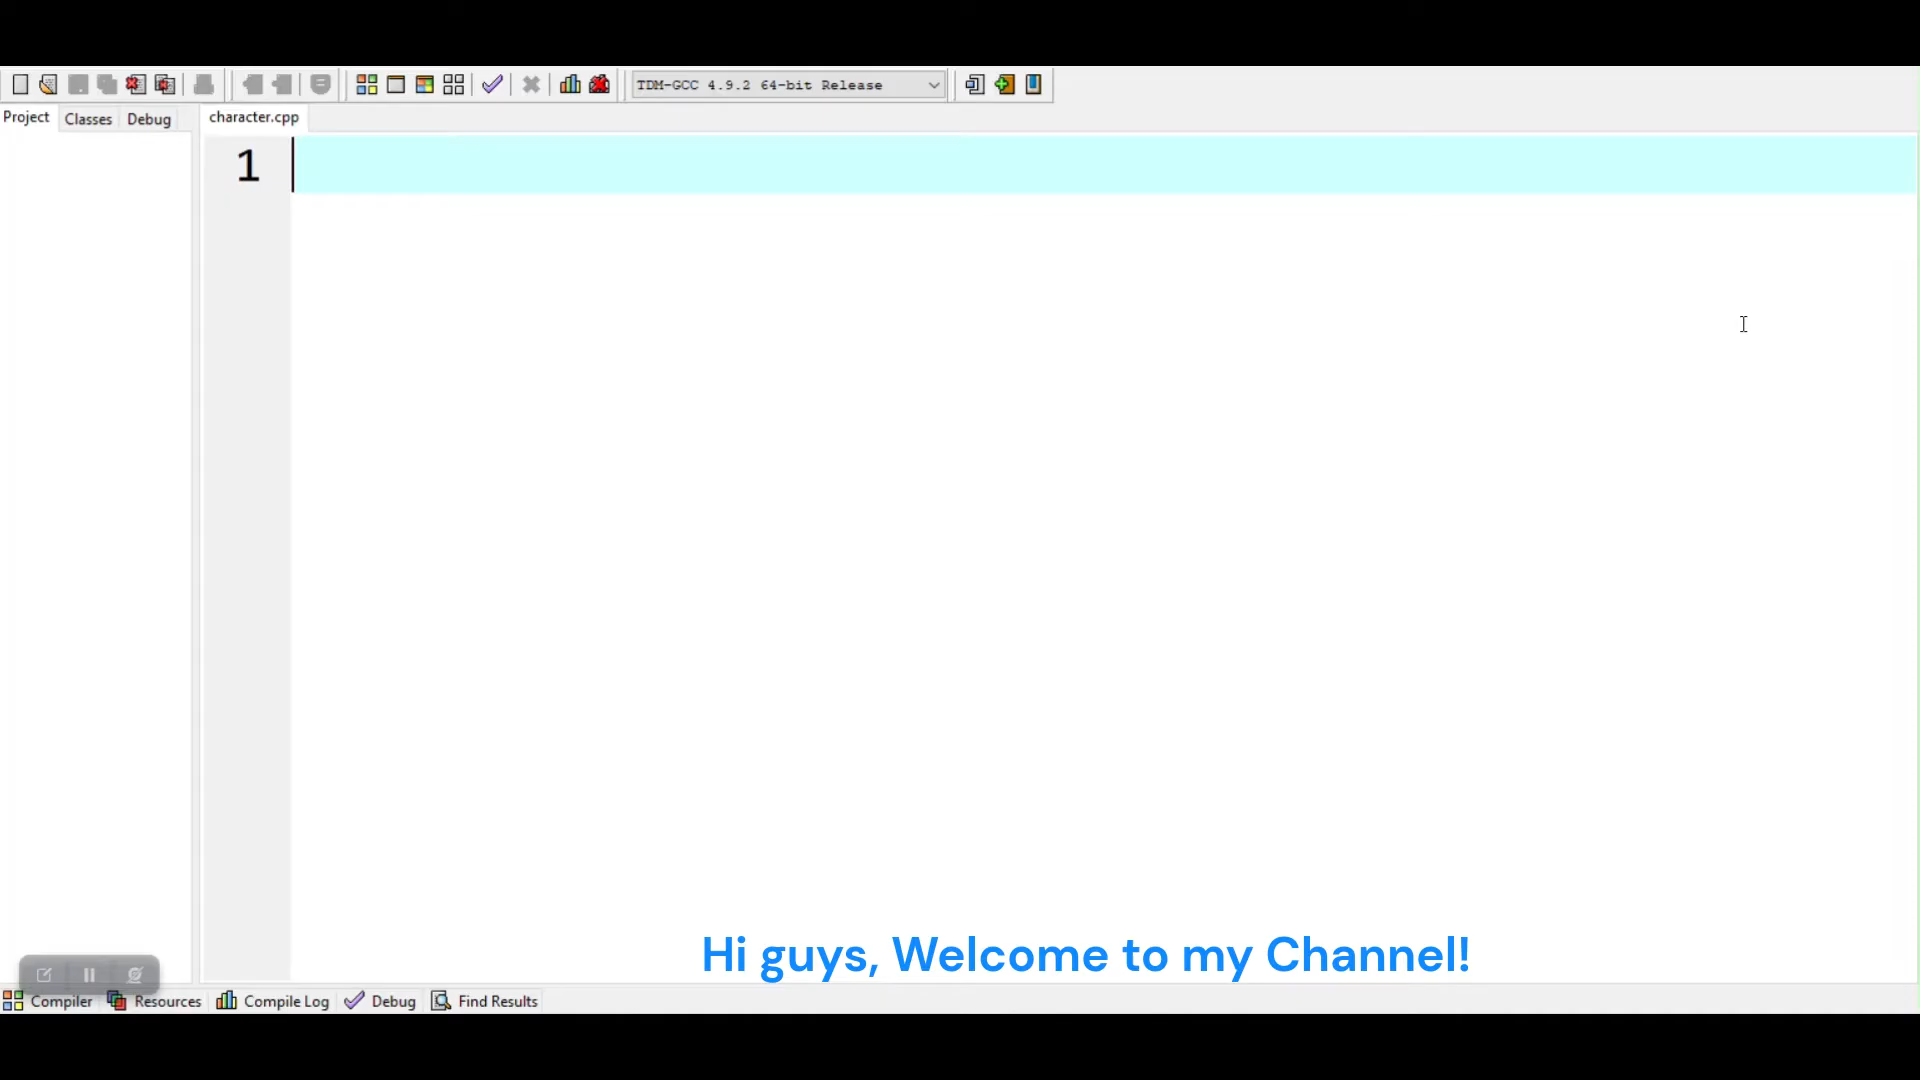 TDM-GCC 4.9.2 64-bit Release
Project Classes Debug character.cpp
1
Hi guys, Welcome to my Channel!
Compiler Resources Compile Log Debug Find Results